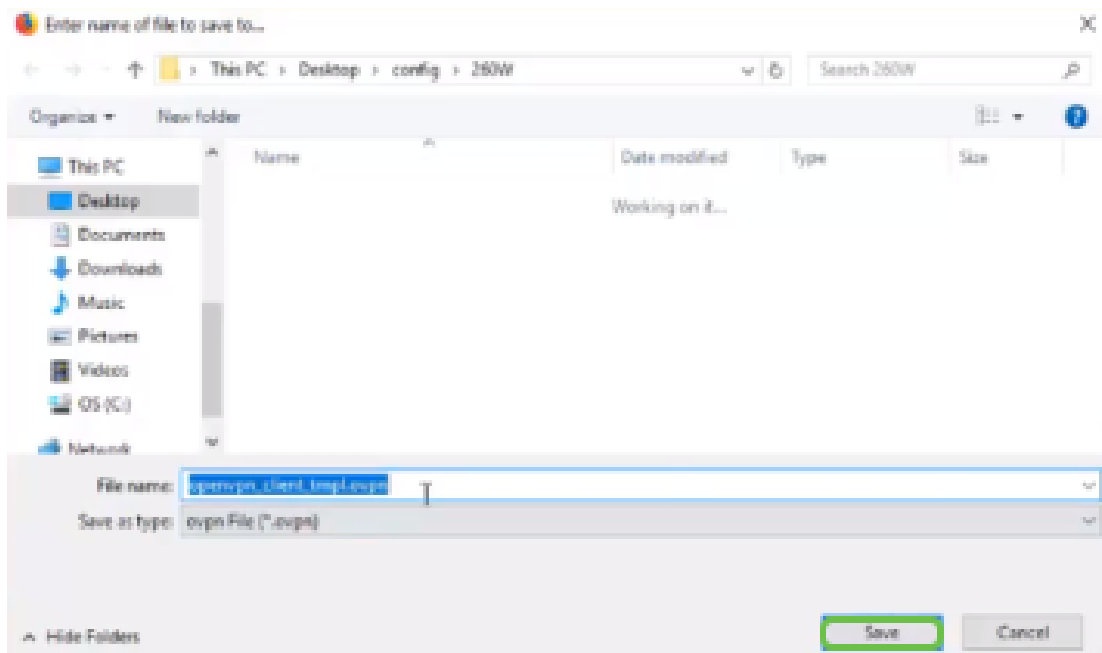 Enter name of file to save to...
This PC > Desktop > config > 260W
Search 260W
Organize
New folder
Name
Date modified
Type
Size
Working on it...
This PC
Desktop
Documents
Downloads
Music
Pictures
Videos
OS (C:)
Network
File name: openvpn_client_tmpl.ovpn
Save as type: ovpn File (*.ovpn)
Hide Folders
Save
Cancel